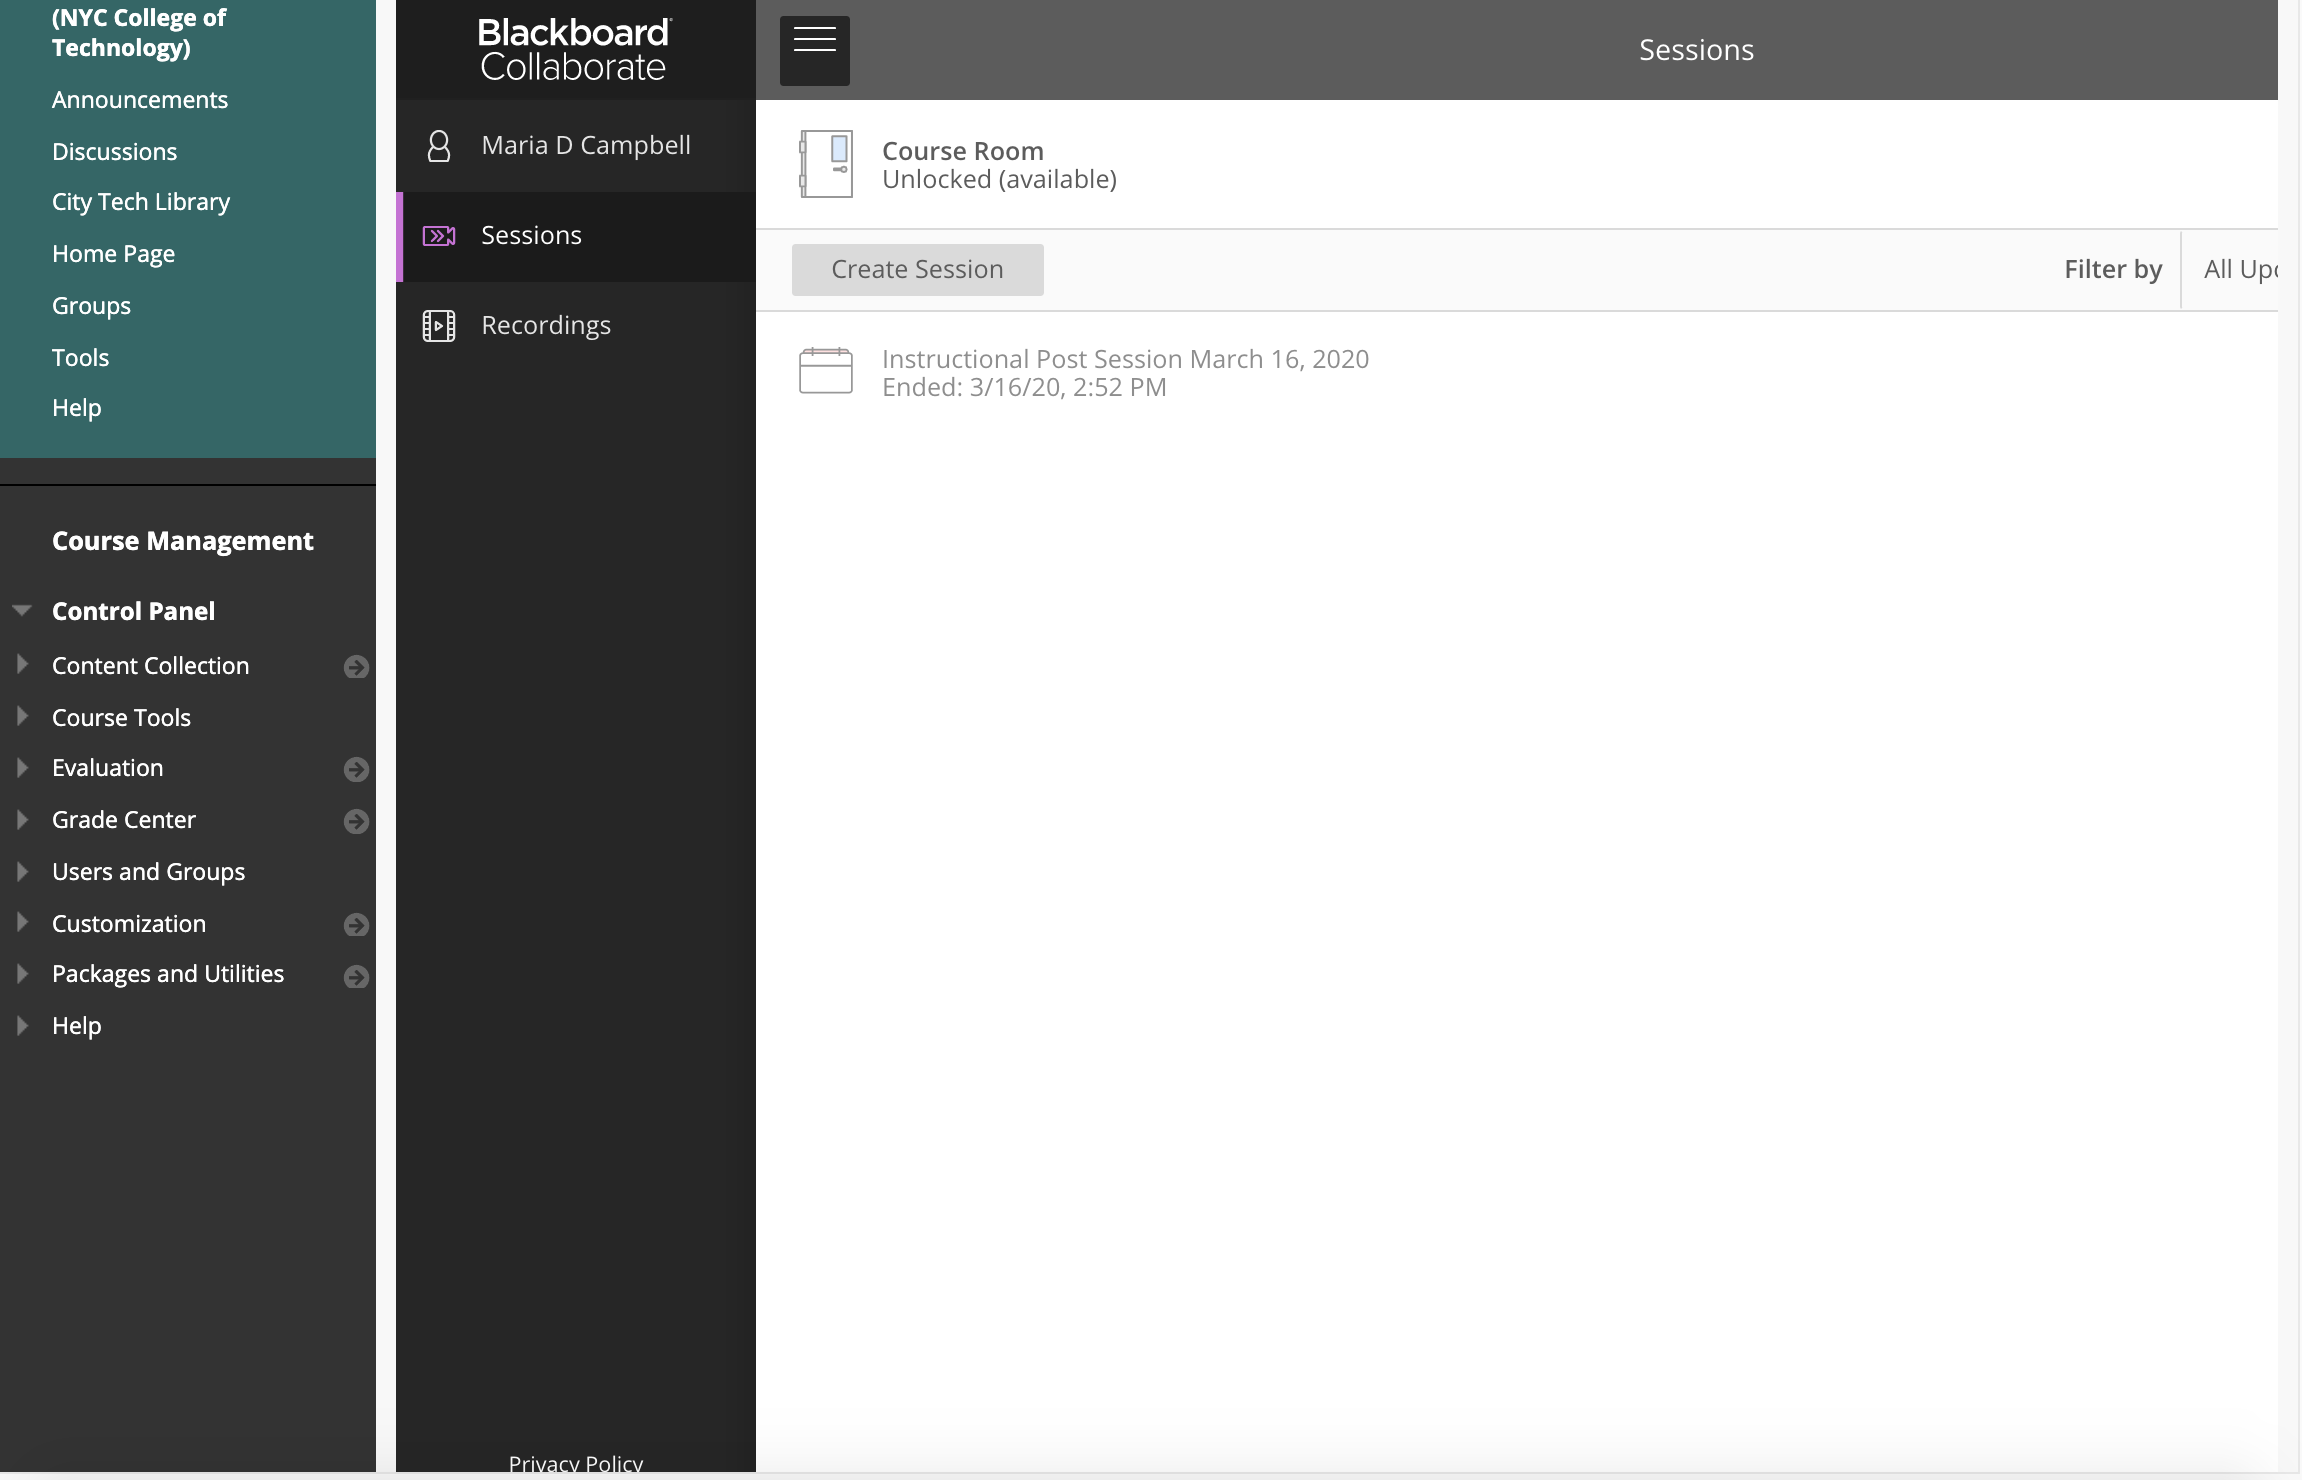 (NYC College of
Technology)
Announcements
Discussions
City Tech Library
Home Page
Groups
Tools
Help
Course Management
Control Panel
Content Collection
Course Tools
Evaluation
Grade Center
Users and Groups
Customization
Packages and Utilities
Help
Blackboard
Collaborate
Maria D Campbell
Sessions
Recordings
Privacy Policy
Sessions
Course Room
Unlocked (available)
Create Session
Filter by
All
Instructional Post Session March 16, 2020
Ended: 3/16/20, 2:52 PM